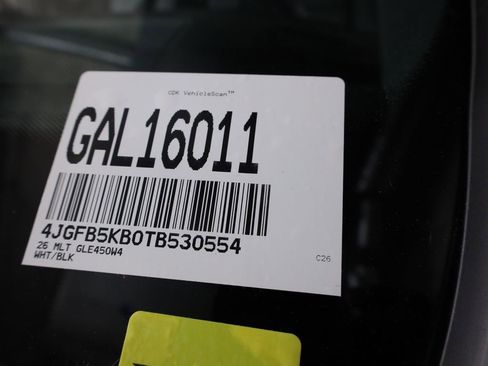 CDK VehicleScan™
GAL16011
4JGFB5KB0TB530554
26 MLT GLE450W4
WHT/BLK
C26